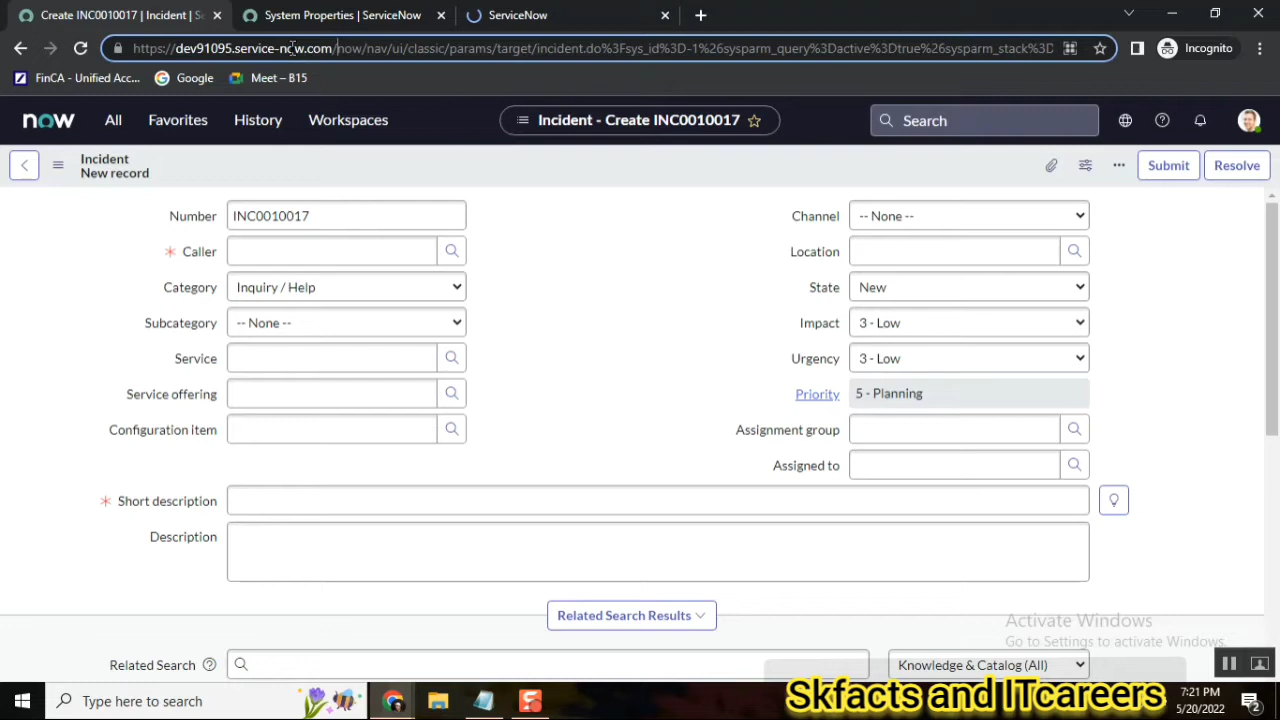 Create INC0010017 | Incident | S
System Properties | ServiceNow
ServiceNow
https://dev91095.service-now.com/now/nav/ui/classic/params/target/incident.do%3Fsys_id%3D-1%26sysparm_query%3Dactive%3Dtrue%26sysparm_stack%3D
Incognito
FinCA - Unified Acc...
Google
Meet – B15
now
All
Favorites
History
Workspaces
Incident - Create INC0010017
Search
Incident
New record
Submit
Resolve
Number
INC0010017
Channel
-- None --
* Caller
Location
Category
Inquiry / Help
State
New
Subcategory
-- None --
Impact
3 - Low
Service
Urgency
3 - Low
Service offering
Priority
5 - Planning
Configuration item
Assignment group
Assigned to
* Short description
Description
Related Search Results
Activate Windows
Go to Settings to activate Windows.
Related Search
Knowledge & Catalog (All)
Skfacts and ITcareers
Type here to search
7:21 PM
5/20/2022
2